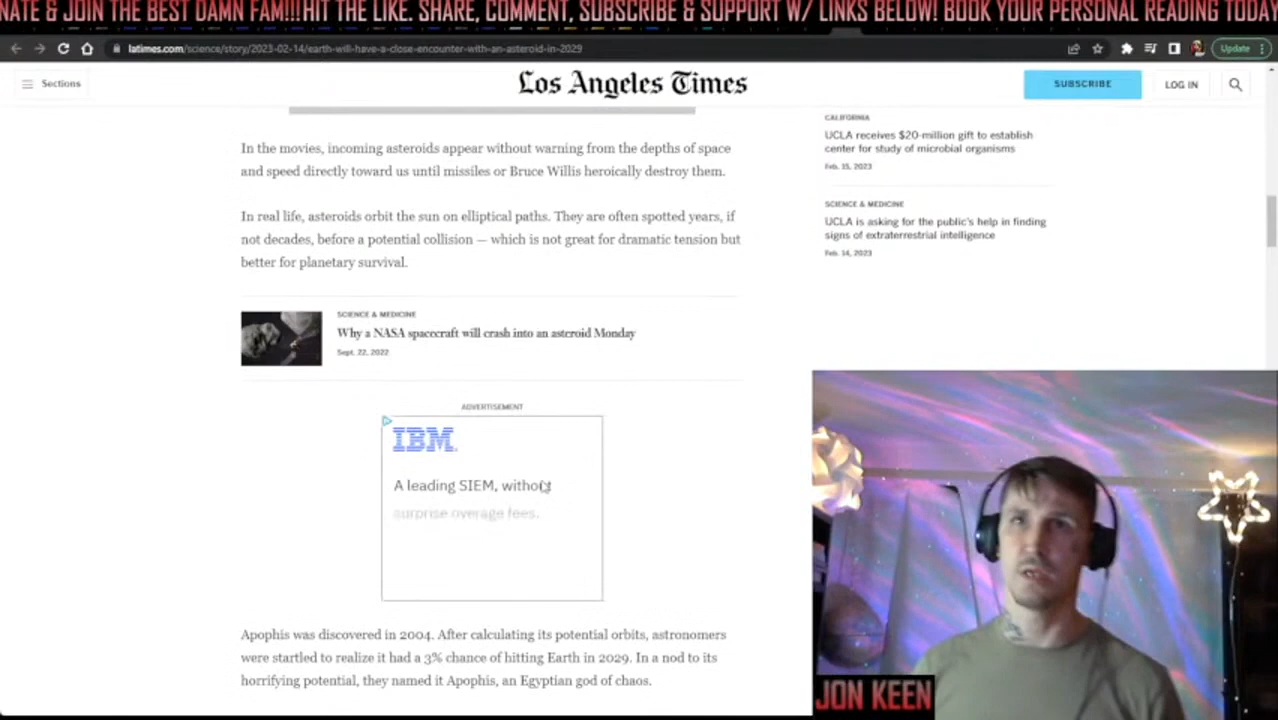 NATE & JOIN THE BEST DAMN FAM!!!HIT THE LIKE. SHARE, COMMENT, SUBSCRIBE & SUPPORT W/ LINKS BELOW! BOOK YOUR PERSONAL READING TODAY
latimes.com/science/story/2023-02-14/earth-will-have-a-close-encounter-with-an-asteroid-in-2029
Update
Sections
Los Angeles Times
SUBSCRIBE
LOG IN
In the movies, incoming asteroids appear without warning from the depths of space
and speed directly toward us until missiles or Bruce Willis heroically destroy them.
In real life, asteroids orbit the sun on elliptical paths. They are often spotted years, if
not decades, before a potential collision — which is not great for dramatic tension but
better for planetary survival.
SCIENCE & MEDICINE
Why a NASA spacecraft will crash into an asteroid Monday
Sept. 22, 2022
ADVERTISEMENT
IBM
A leading SIEM, without
surprise overage fees.
Apophis was discovered in 2004. After calculating its potential orbits, astronomers
were startled to realize it had a 3% chance of hitting Earth in 2029. In a nod to its
horrifying potential, they named it Apophis, an Egyptian god of chaos.
CALIFORNIA
UCLA receives $20-million gift to establish
center for study of microbial organisms
Feb. 15, 2023
SCIENCE & MEDICINE
UCLA is asking for the public's help in finding
signs of extraterrestrial intelligence
Feb. 14, 2023
JON KEEN